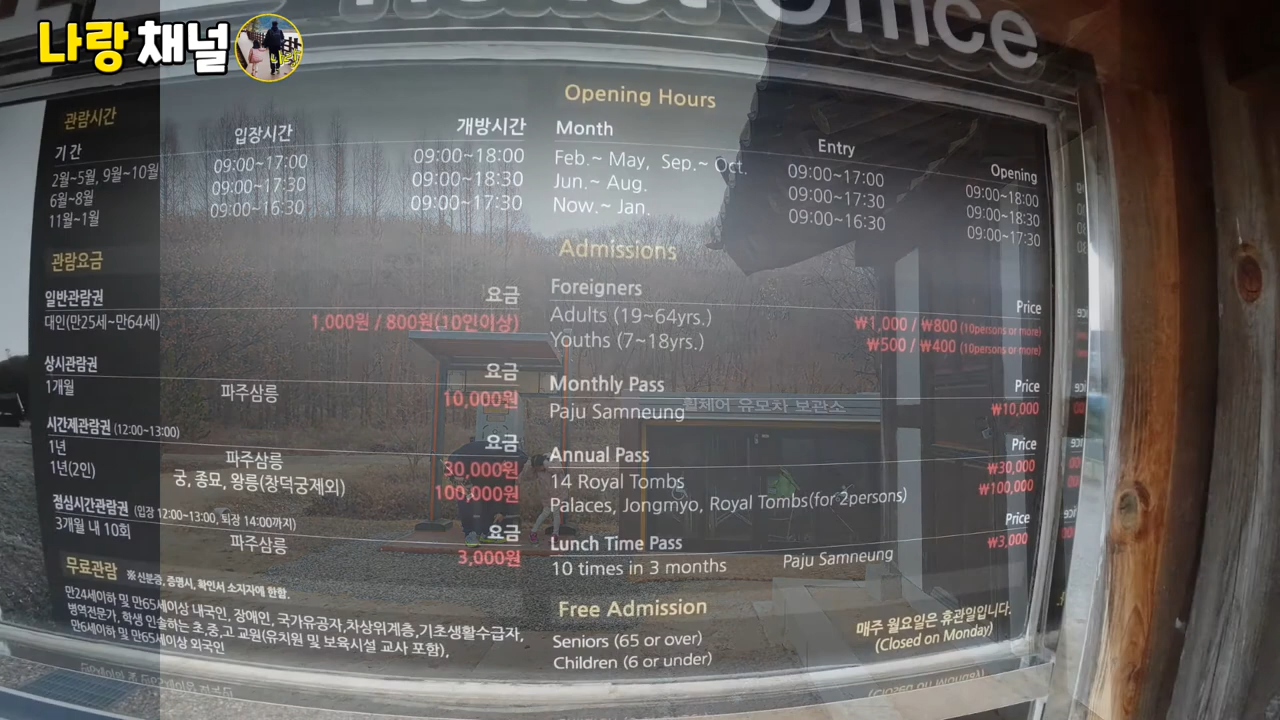 나랑 채널
Ticket Office
관람시간
기 간 입장시간 개방시간
2월~5월, 9월~10월 09:00~17:00 09:00~18:00
6월~8월 09:00~17:30 09:00~18:30
11월~1월 09:00~16:30 09:00~17:30
관람요금
일반관람권 요금
대인(만25세~만64세) 1,000원 / 800원(10인이상)
상시관람권 요금
1개월 파주삼릉 10,000원
시간제관람권 (12:00~13:00) 요금
1년 파주삼릉 30,000원
1년(2인) 궁, 종묘, 왕릉(창덕궁제외) 100,000원
점심시간관람권 (입장 12:00~13:00, 퇴장 14:00까지) 요금
3개월 내 10회 파주삼릉 3,000원
무료관람 ※신분증, 증명서, 확인서 소지자에 한함.
만24세이하 및 만65세이상 내국인, 장애인, 국가유공자,차상위계층,기초생활수급자,
병역전문가, 학생 인솔하는 초,중,고 교원(유치원 및 보육시설 교사 포함),
만6세이하 및 만65세이상 외국인
Opening Hours
Month Entry Opening
Feb.~ May, Sep.~ Oct. 09:00~17:00 09:00~18:00
Jun.~ Aug. 09:00~17:30 09:00~18:30
Now.~ Jan. 09:00~16:30 09:00~17:30
Admissions
Foreigners Price
Adults (19~64yrs.) ₩1,000 / ₩800 (10persons or more)
Youths (7~18yrs.) ₩500 / ₩400 (10persons or more)
Monthly Pass Price
Paju Samneung ₩10,000
휠체어 유모차 보관소
Annual Pass Price
14 Royal Tombs ₩30,000
Palaces, Jongmyo, Royal Tombs(for 2persons) ₩100,000
Lunch Time Pass Price
10 times in 3 months Paju Samneung ₩3,000
Free Admission
Seniors (65 or over)
Children (6 or under)
매주 월요일은 휴관일입니다.
(Closed on Monday)